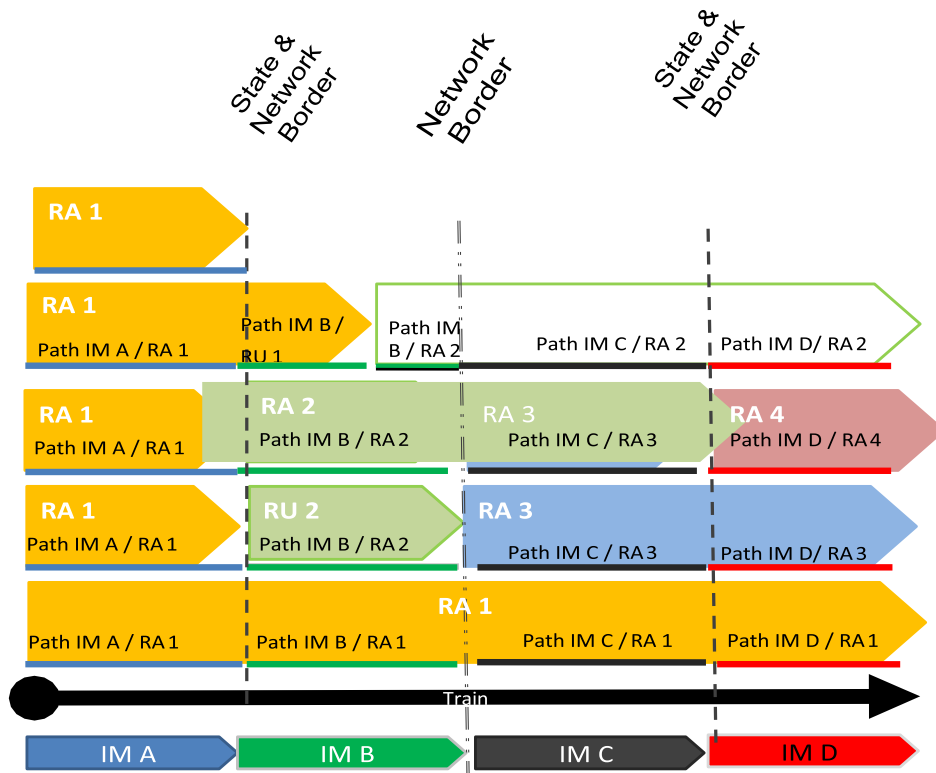 State &
Network
Border
Network
Border
State &
Network
Border
RA 1
RA 1
Path IM A / RA 1
Path IM B /
RU 1
Path IM
B / RA 2
Path IM C / RA 2
Path IM D/ RA 2
RA 1
RA 2
RA 3
RA 4
Path IM A / RA 1
Path IM B / RA 2
Path IM C / RA 3
Path IM D / RA 4
RA 1
RU 2
RA 3
Path IM A / RA 1
Path IM B / RA 2
Path IM C / RA 3
Path IM D/ RA 3
RA 1
Path IM A / RA 1
Path IM B / RA 1
Path IM C / RA 1
Path IM D / RA 1
Train
IM A
IM B
IM C
IM D